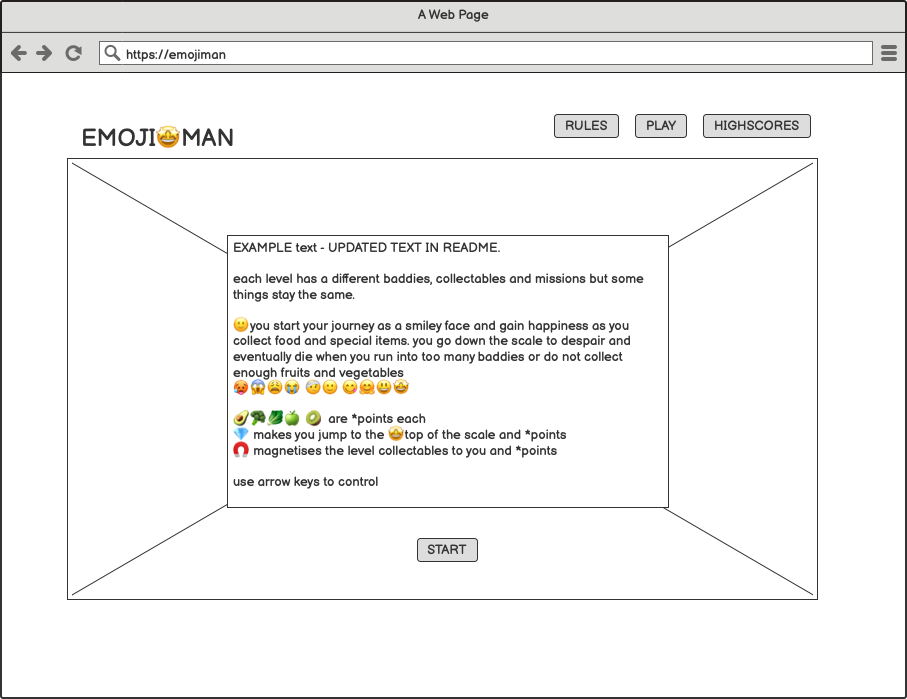 A Web Page
https://emojiman
EMOJI🤩MAN
RULES
PLAY
HIGHSCORES
EXAMPLE text - UPDATED TEXT IN README.
each level has a different baddies, collectables and missions but some
things stay the same.
🙂you start your journey as a smiley face and gain happiness as you
collect food and special items. you go down the scale to despair and
eventually die when you run into too many baddies or do not collect
enough fruits and vegetables
🥵😱😩😭 🤕🙂 😋🤗😃🤩
🥑🥦🥬🍏 🥝 are *points each
💎 makes you jump to the 🤩top of the scale and *points
🧲 magnetises the level collectables to you and *points
use arrow keys to control
START